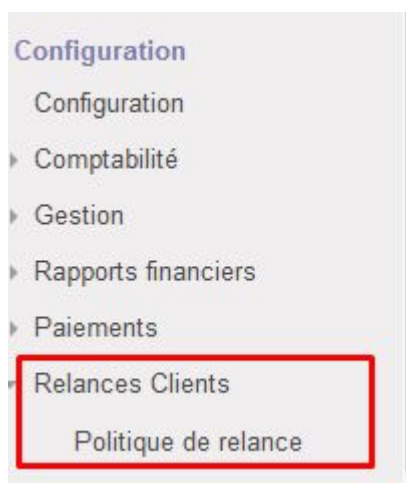 Configuration
Configuration
Comptabilité
Gestion
Rapports financiers
Paiements
Relances Clients
Politique de relance